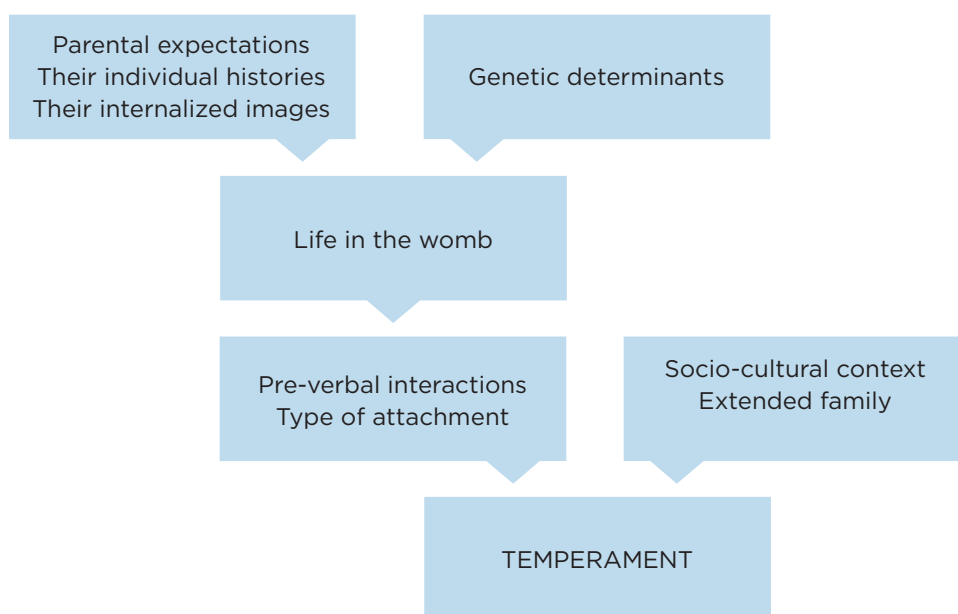 Parental expectations
Their individual histories
Their internalized images
Genetic determinants
Life in the womb
Pre-verbal interactions
Type of attachment
Socio-cultural context
Extended family
TEMPERAMENT